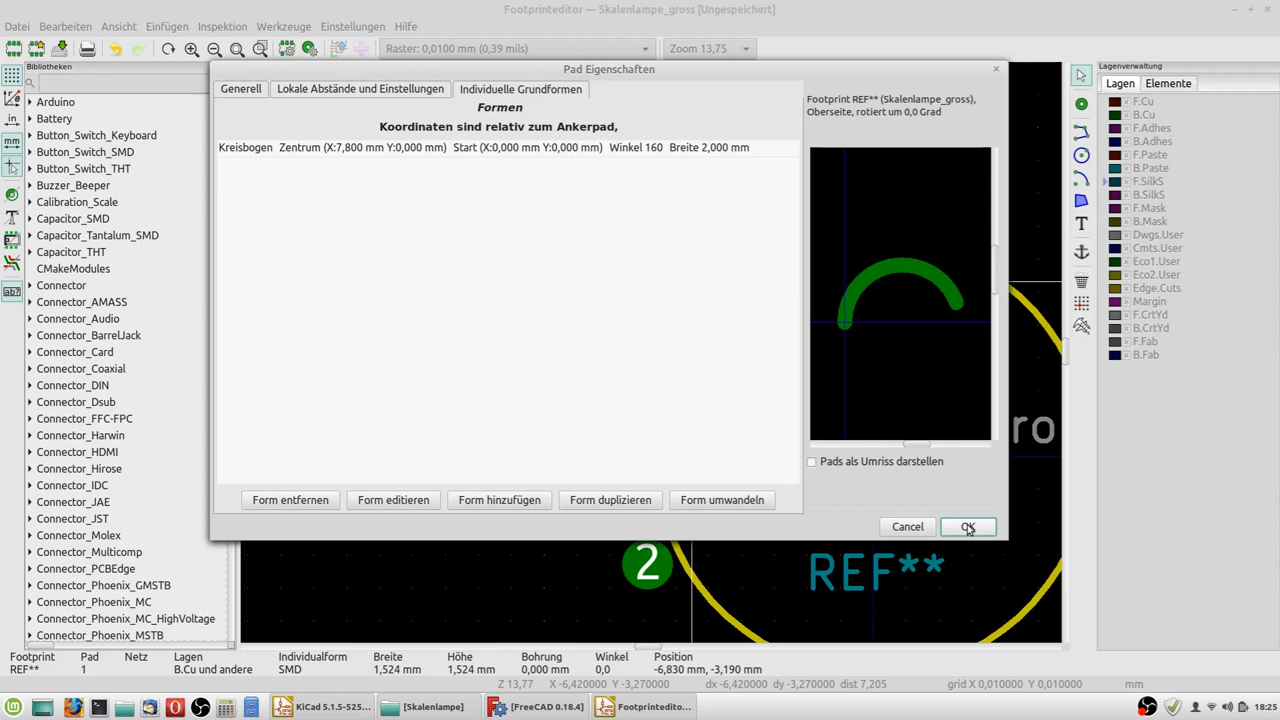 Footprinteditor — Skalenlampe_gross [Ungespeichert]
Datei Bearbeiten Ansicht Einfügen Inspektion Werkzeuge Einstellungen Hilfe
Raster: 0,0100 mm (0,39 mils) Zoom 13,75
Bibliotheken
Arduino
Battery
Button_Switch_Keyboard
Button_Switch_SMD
Button_Switch_THT
Buzzer_Beeper
Calibration_Scale
Capacitor_SMD
Capacitor_Tantalum_SMD
Capacitor_THT
CMakeModules
Connector
Connector_AMASS
Connector_Audio
Connector_BarrelJack
Connector_Card
Connector_Coaxial
Connector_DIN
Connector_Dsub
Connector_FFC-FPC
Connector_Harwin
Connector_HDMI
Connector_Hirose
Connector_IDC
Connector_JAE
Connector_JST
Connector_Molex
Connector_Multicomp
Connector_PCBEdge
Connector_Phoenix_GMSTB
Connector_Phoenix_MC
Connector_Phoenix_MC_HighVoltage
Connector_Phoenix_MSTB
in
mm
ab?
Pad Eigenschaften
Generell Lokale Abstände und Einstellungen Individuelle Grundformen
Formen
Koordinaten sind relativ zum Ankerpad,
Kreisbogen Zentrum (X:7,800 mm Y:0,000 mm) Start (X:0,000 mm Y:0,000 mm) Winkel 160 Breite 2,000 mm
Form entfernen Form editieren Form hinzufügen Form duplizieren Form umwandeln
Footprint REF** (Skalenlampe_gross),
Oberseite, rotiert um 0,0 Grad
Pads als Umriss darstellen
Cancel OK
ro
2
REF**
Lagenverwaltung
Lagen Elemente
F.Cu
B.Cu
F.Adhes
B.Adhes
F.Paste
B.Paste
F.SilkS
B.SilkS
F.Mask
B.Mask
Dwgs.User
Cmts.User
Eco1.User
Eco2.User
Edge.Cuts
Margin
F.CrtYd
B.CrtYd
F.Fab
B.Fab
Footprint Pad Netz Lagen Individualform Breite Höhe Bohrung Winkel Position
REF** 1 B.Cu und andere SMD 1,524 mm 1,524 mm 0,000 mm 0,0 -6,830 mm, -3,190 mm
Z 13,77 X -6,420000 Y -3,270000 dx -6,420000 dy -3,270000 dist 7,205 grid X 0,010000 Y 0,010000 mm
KiCad 5.1.5-525... [Skalenlampe] [FreeCAD 0.18.4] Footprintedito... 18:25